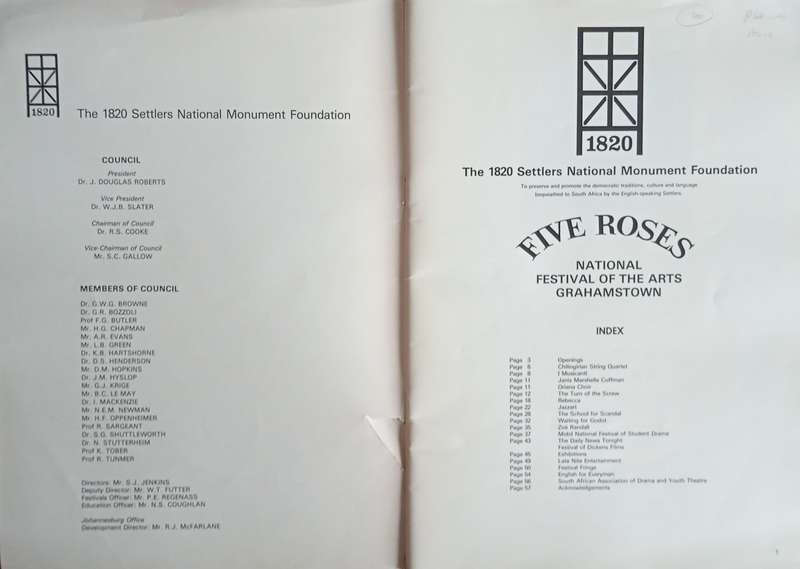 1820
The 1820 Settlers National Monument Foundation
COUNCIL
President
Dr. J. DOUGLAS ROBERTS
Vice President
Dr. W.J.B. SLATER
Chairman of Council
Dr. R.S. COOKE
Vice-Chairman of Council
Mr. S.C. GALLOW
MEMBERS OF COUNCIL
Dr. G.W.G. BROWNE
Dr. G.R. BOZZOLI
Prof F.G. BUTLER
Mr. H.G. CHAPMAN
Mr. A.R. EVANS
Mr. L.B. GREEN
Dr. K.B. HARTSHORNE
Dr. D.S. HENDERSON
Mr. D.M. HOPKINS
Dr. J.M. HYSLOP
Mr. G.J. KRIGE
Mr. B.C. LE MAY
Dr. I. MACKENZIE
Mr. N.E.M. NEWMAN
Mr. H.F. OPPENHEIMER
Prof R. SARGEANT
Dr. S.G. SHUTTLEWORTH
Dr. N. STUTTERHEIM
Prof K. TOBER
Prof R. TUNMER
Directors: Mr. S.J. JENKINS
Deputy Director: Mr. W.T. FUTTER
Festivals Officer: Mr. P.E. REGENASS
Education Officer: Mr. N.S. COUGHLAN
Johannesburg Office
Development Director: Mr. R.J. McFARLANE
1820
The 1820 Settlers National Monument Foundation
To preserve and promote the democratic traditions, culture and language
bequeathed to South Africa by the English-speaking Settlers.
FIVE ROSES
NATIONAL
FESTIVAL OF THE ARTS
GRAHAMSTOWN
INDEX
Page 3 Openings
Page 6 Chilingirian String Quartet
Page 8 I Musicanti
Page 11 Janis Marshelle Coffman
Page 11 Oriana Choir
Page 12 The Turn of the Screw
Page 18 Rebecca
Page 22 Jazzart
Page 28 The School for Scandal
Page 32 Waiting for Godot
Page 35 Zoë Randall
Page 37 Mobil National Festival of Student Drama
Page 43 The Daily News Tonight
Festival of Dickens Films
Page 45 Exhibitions
Page 49 Late Nite Entertainment
Page 50 Festival Fringe
Page 54 English for Everyman
Page 56 South African Association of Drama and Youth Theatre
Page 57 Acknowledgements
1